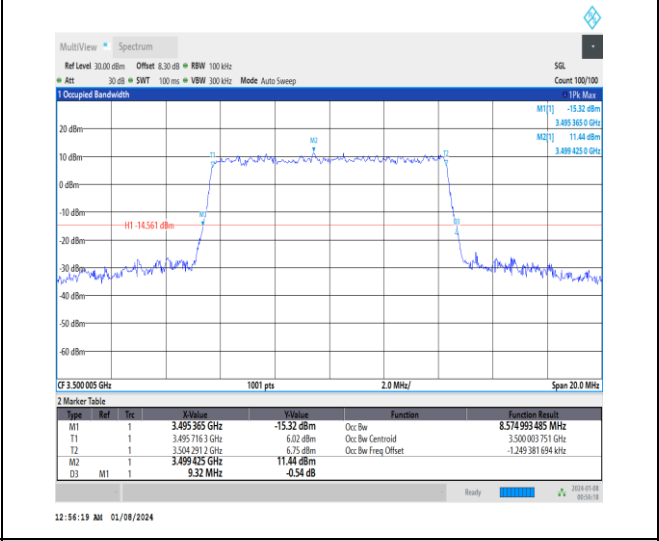 MultiView Spectrum
Ref Level 30.00 dBm Offset 8.30 dB RBW 100 kHz SGL
Att 30 dB SWT 100 ms VBW 300 kHz Mode Auto Sweep Count 100/100
1 Occupied Bandwidth 1Pk Max
M1[1] -15.32 dBm
3.495 365 0 GHz
M2[1] 11.44 dBm
3.499 425 0 GHz
20 dBm
M2
T1 T2
10 dBm
0 dBm
-10 dBm
M1
D3
H1 -14.561 dBm
-20 dBm
-30 dBm
-40 dBm
-50 dBm
-60 dBm
CF 3.500 005 GHz 1001 pts 2.0 MHz/ Span 20.0 MHz
2 Marker Table
Type Ref Trc X-Value Y-Value Function Function Result
M1 1 3.495 365 GHz -15.32 dBm Occ Bw 8.574 993 485 MHz
T1 1 3.495 716 3 GHz 6.02 dBm Occ Bw Centroid 3.500 003 751 GHz
T2 1 3.504 291 2 GHz 6.75 dBm Occ Bw Freq Offset -1.249 381 694 kHz
M2 1 3.499 425 GHz 11.44 dBm
D3 M1 1 9.32 MHz -0.54 dB
Ready 2024-01-08
00:56:18
12:56:19 AM 01/08/2024